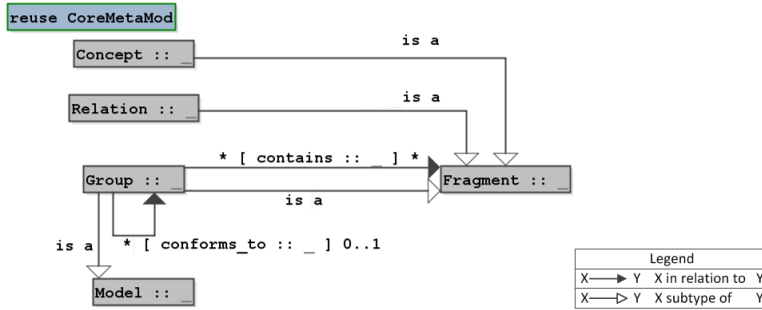 reuse CoreMetaMod
is a
Concept :: _
is a
Relation :: _
* [ contains :: _ ] *
Group :: _
Fragment :: _
is a
is a
* [ conforms_to :: _ ] 0..1
Model :: _
Legend
X Y X in relation to Y
X Y X subtype of Y